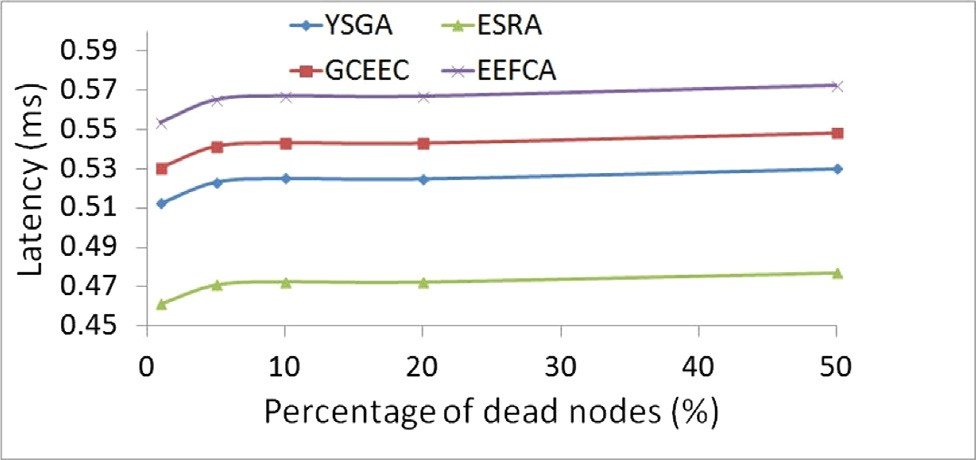 YSGA ESRA
GCEEC EEFCA
Latency (ms)
0.59
0.57
0.55
0.53
0.51
0.49
0.47
0.45
0 10 20 30 40 50
Percentage of dead nodes (%)